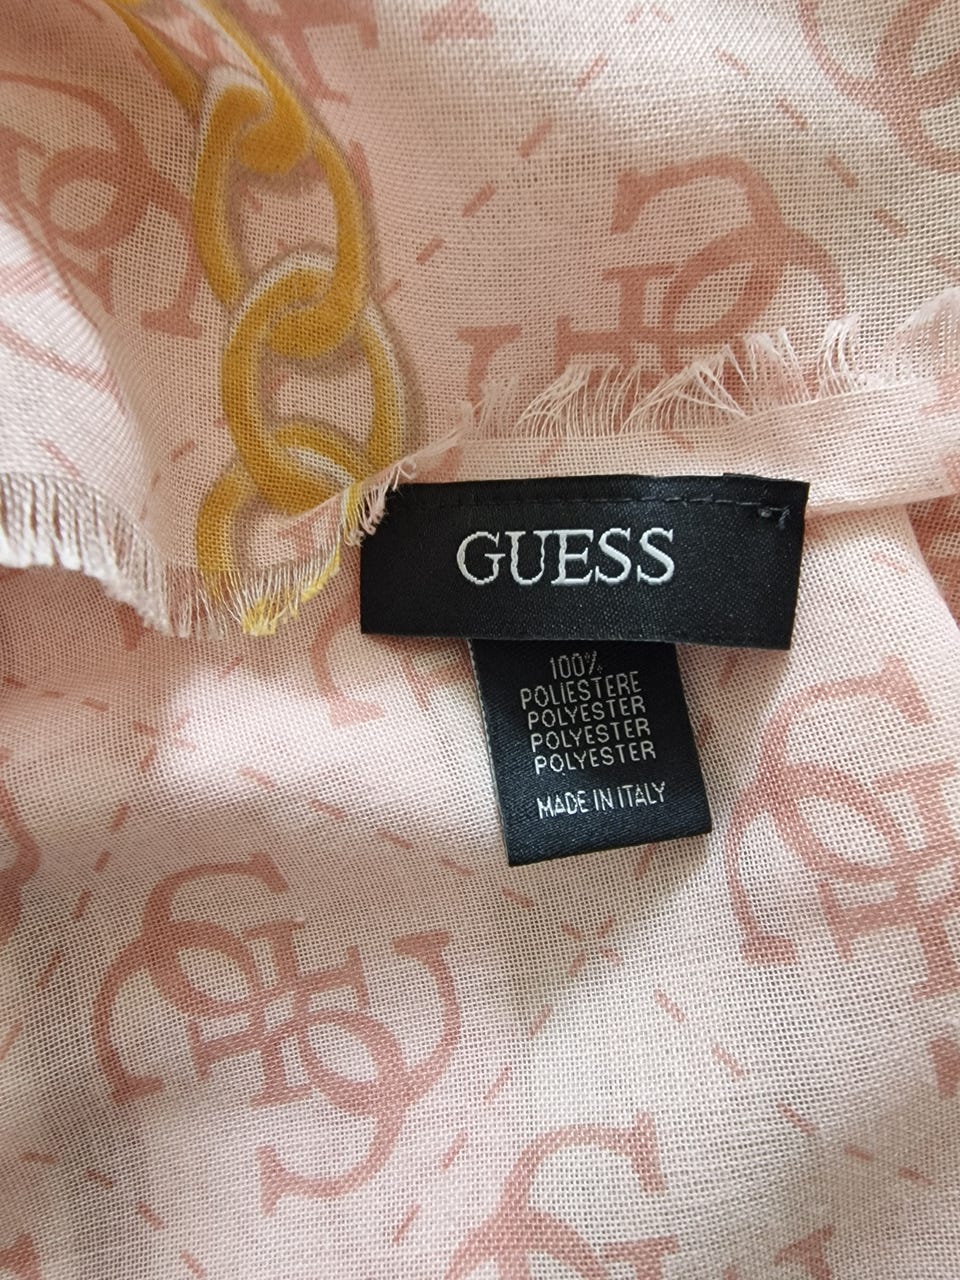 GUESS
100%
POLIESTERE
POLYESTER
POLYESTER
POLYESTER
MADE IN ITALY